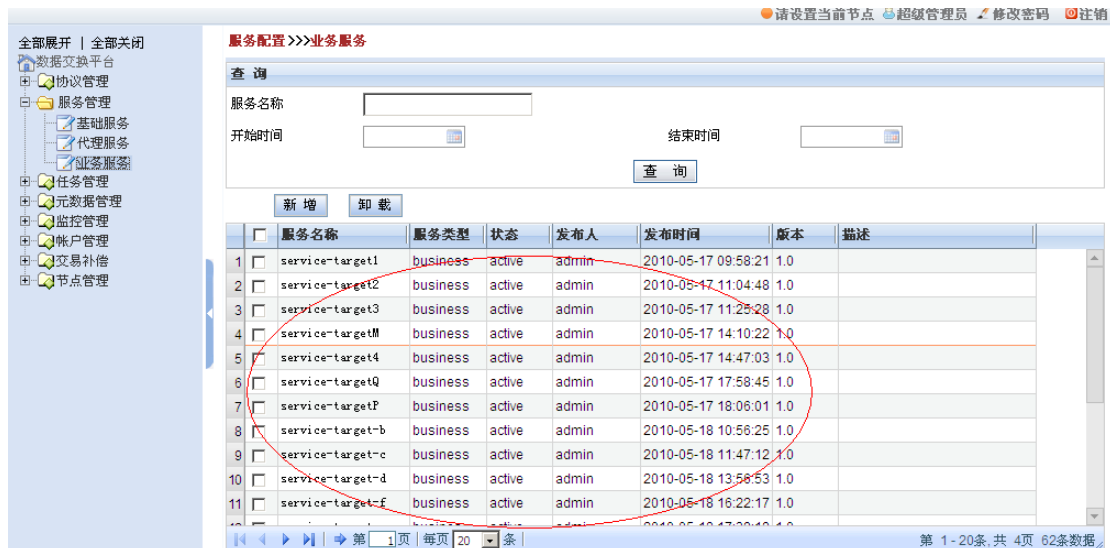 请设置当前节点 超级管理员 修改密码 注销
全部展开 | 全部关闭
数据交换平台
协议管理
服务管理
基础服务
代理服务
业务服务
任务管理
元数据管理
监控管理
帐户管理
交易补偿
节点管理
服务配置>>>业务服务
查 询
服务名称
开始时间 结束时间
查 询
新 增 卸 载
服务名称 服务类型 状态 发布人 发布时间 版本 描述
1 service-target1 business active admin 2010-05-17 09:58:21 1.0
2 service-target2 business active admin 2010-05-17 11:04:48 1.0
3 service-target3 business active admin 2010-05-17 11:25:28 1.0
4 service-targetM business active admin 2010-05-17 14:10:22 1.0
5 service-target4 business active admin 2010-05-17 14:47:03 1.0
6 service-targetQ business active admin 2010-05-17 17:58:45 1.0
7 service-targetP business active admin 2010-05-17 18:06:01 1.0
8 service-target-b business active admin 2010-05-18 10:56:25 1.0
9 service-target-c business active admin 2010-05-18 11:47:12 1.0
10 service-target-d business active admin 2010-05-18 13:56:53 1.0
11 service-target-f business active admin 2010-05-18 16:22:17 1.0
第 1 页 每页 20 条 第 1-20条,共 4页 62条数据